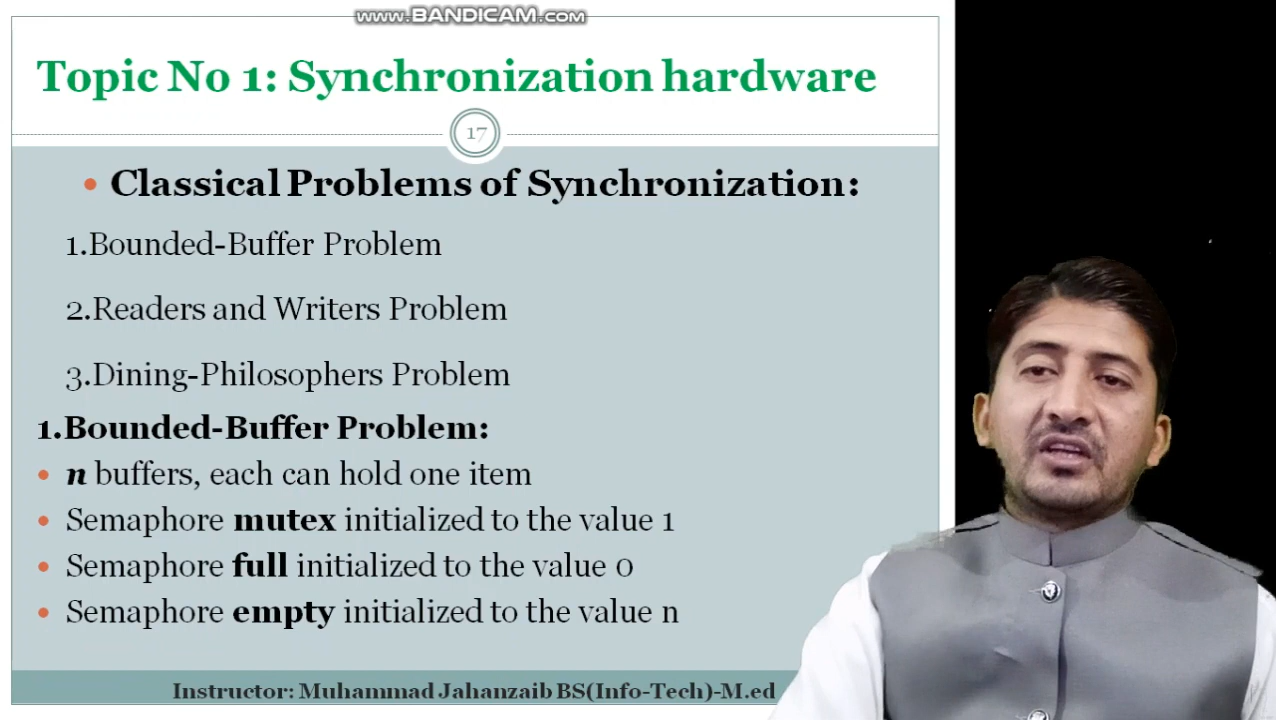 www.BANDICAM.com
Topic No 1: Synchronization hardware
17
• Classical Problems of Synchronization:
1.Bounded-Buffer Problem
2.Readers and Writers Problem
3.Dining-Philosophers Problem
1.Bounded-Buffer Problem:
• n buffers, each can hold one item
• Semaphore mutex initialized to the value 1
• Semaphore full initialized to the value 0
• Semaphore empty initialized to the value n
Instructor: Muhammad Jahanzaib BS(Info-Tech)-M.ed